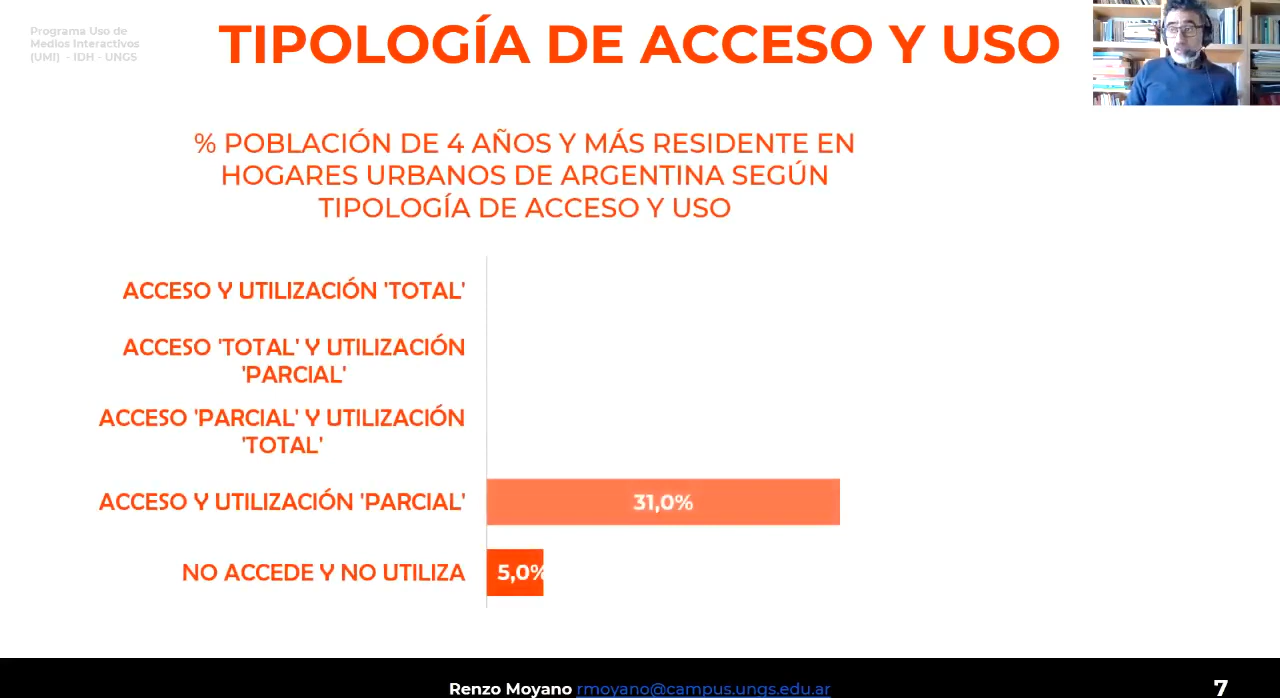 Programa Uso de
Medios Interactivos
(UMI) - IDH - UNGS
TIPOLOGÍA DE ACCESO Y USO
% POBLACIÓN DE 4 AÑOS Y MÁS RESIDENTE EN
HOGARES URBANOS DE ARGENTINA SEGÚN
TIPOLOGÍA DE ACCESO Y USO
ACCESO Y UTILIZACIÓN 'TOTAL'
ACCESO 'TOTAL' Y UTILIZACIÓN
'PARCIAL'
ACCESO 'PARCIAL' Y UTILIZACIÓN
'TOTAL'
ACCESO Y UTILIZACIÓN 'PARCIAL'
31,0%
NO ACCEDE Y NO UTILIZA
5,0%
Renzo Moyano rmoyano@campus.ungs.edu.ar
7